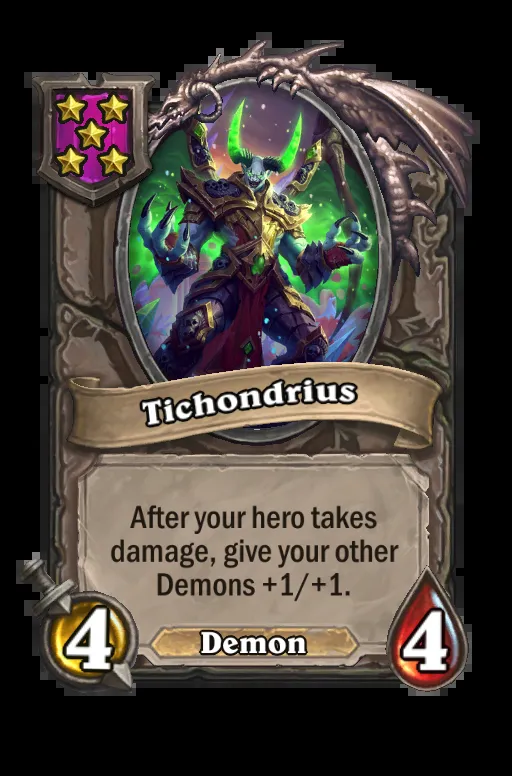 Tichondrius
After your hero takes
damage, give your other
Demons +1/+1.
4
Demon
4